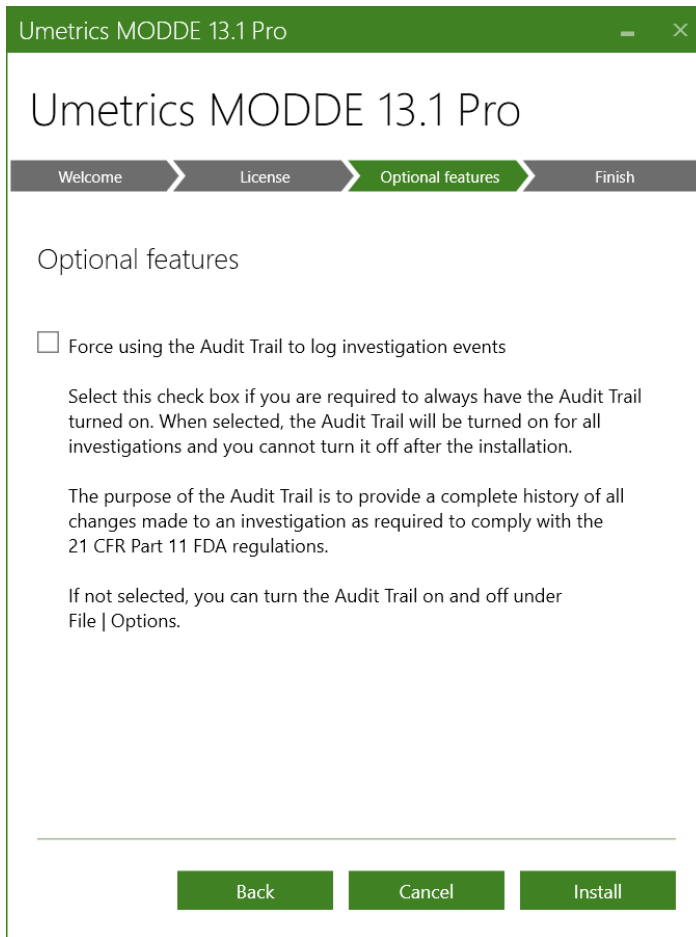 Umetrics MODDE 13.1 Pro
Umetrics MODDE 13.1 Pro
Welcome License Optional features Finish
Optional features
Force using the Audit Trail to log investigation events
Select this check box if you are required to always have the Audit Trail
turned on. When selected, the Audit Trail will be turned on for all
investigations and you cannot turn it off after the installation.
The purpose of the Audit Trail is to provide a complete history of all
changes made to an investigation as required to comply with the
21 CFR Part 11 FDA regulations.
If not selected, you can turn the Audit Trail on and off under
File | Options.
Back Cancel Install